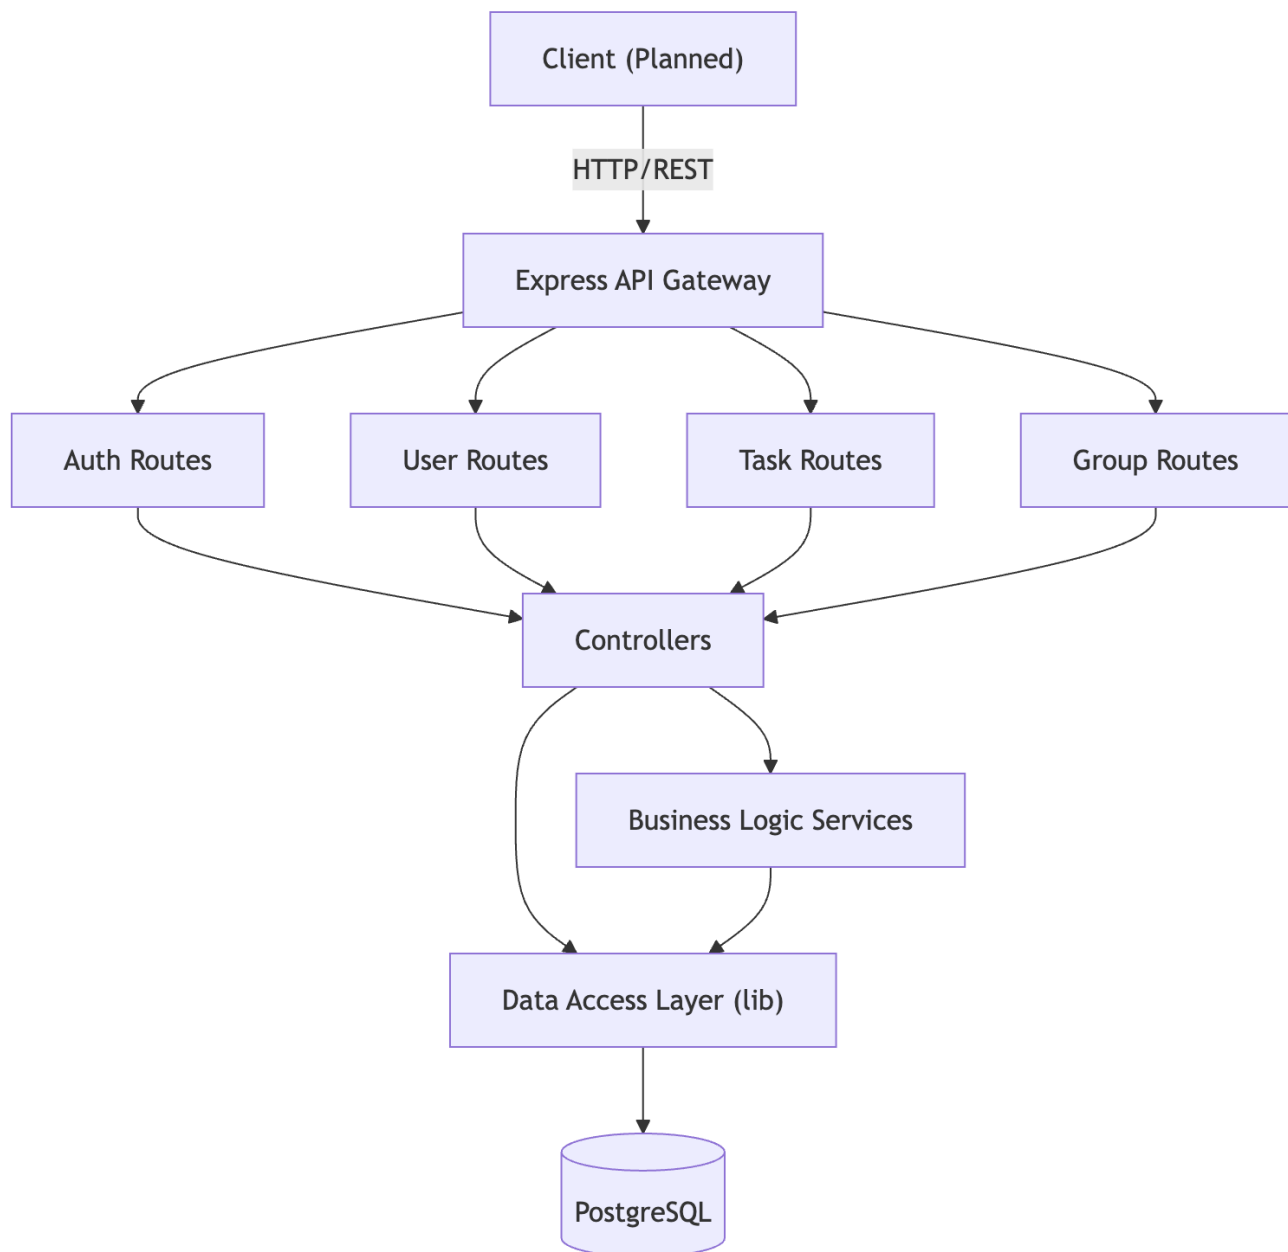 Client (Planned)
HTTP/REST
Express API Gateway
Auth Routes
User Routes
Task Routes
Group Routes
Controllers
Business Logic Services
Data Access Layer (lib)
PostgreSQL